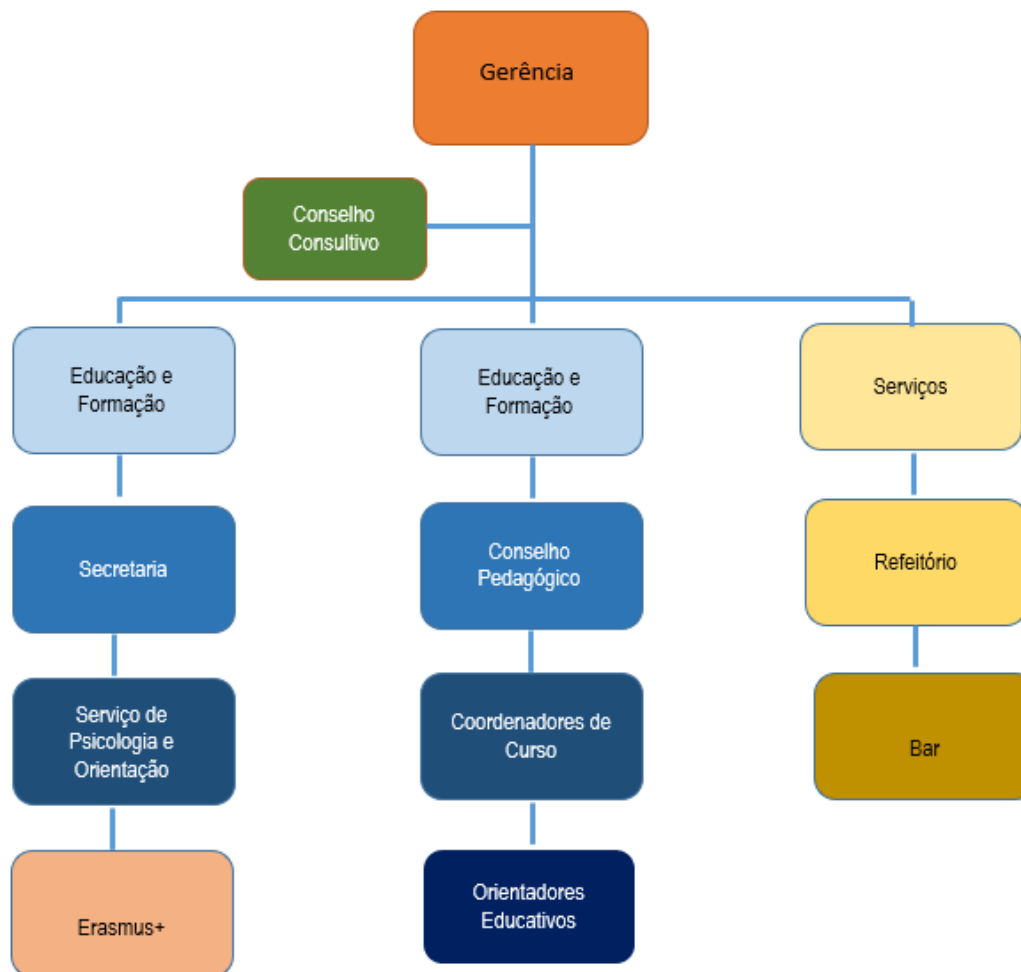 Gerência
Conselho
Consultivo
Educação e
Formação
Educação e
Formação
Serviços
Secretaria
Conselho
Pedagógico
Refeitório
Serviço de
Psicologia e
Orientação
Coordenadores de
Curso
Bar
Erasmus+
Orientadores
Educativos